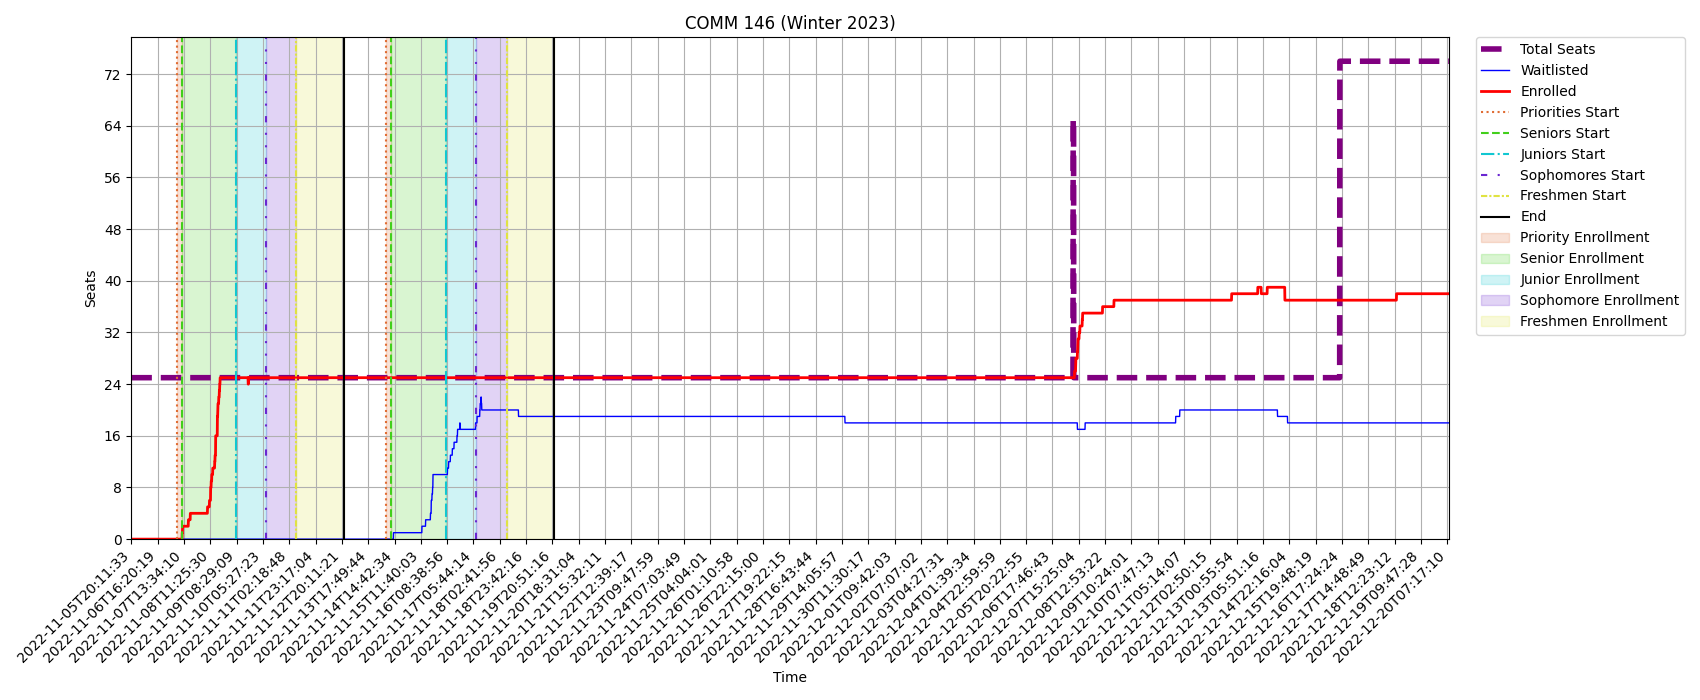 COMM 146 (Winter 2023)
Total Seats
Waitlisted
Enrolled
Priorities Start
Seniors Start
Juniors Start
Sophomores Start
Freshmen Start
End
Priority Enrollment
Senior Enrollment
Junior Enrollment
Sophomore Enrollment
Freshmen Enrollment
Seats
72
64
56
48
40
32
24
16
8
0
2022-11-05T20:11:33
2022-11-06T16:20:19
2022-11-07T13:34:10
2022-11-08T11:25:30
2022-11-09T08:29:09
2022-11-10T05:27:23
2022-11-11T02:18:48
2022-11-11T23:17:04
2022-11-12T20:11:21
2022-11-13T17:49:44
2022-11-14T14:42:34
2022-11-15T11:40:03
2022-11-16T08:38:56
2022-11-17T05:44:14
2022-11-18T02:41:56
2022-11-18T23:42:16
2022-11-19T20:51:16
2022-11-20T18:31:04
2022-11-21T15:32:11
2022-11-22T12:39:17
2022-11-23T09:47:59
2022-11-24T07:03:49
2022-11-25T04:04:01
2022-11-26T01:10:58
2022-11-26T22:15:00
2022-11-27T19:22:15
2022-11-28T16:43:44
2022-11-29T14:05:57
2022-11-30T11:30:17
2022-12-01T09:42:03
2022-12-02T07:07:02
2022-12-03T04:27:31
2022-12-04T01:39:34
2022-12-04T22:59:59
2022-12-05T20:22:55
2022-12-06T17:46:43
2022-12-07T15:25:04
2022-12-08T12:53:22
2022-12-09T10:24:01
2022-12-10T07:47:13
2022-12-11T05:14:07
2022-12-12T02:50:15
2022-12-13T00:55:54
2022-12-13T05:51:16
2022-12-14T22:16:04
2022-12-15T19:48:19
2022-12-16T17:24:24
2022-12-17T14:48:49
2022-12-18T12:23:12
2022-12-19T09:47:28
2022-12-20T07:17:10
Time